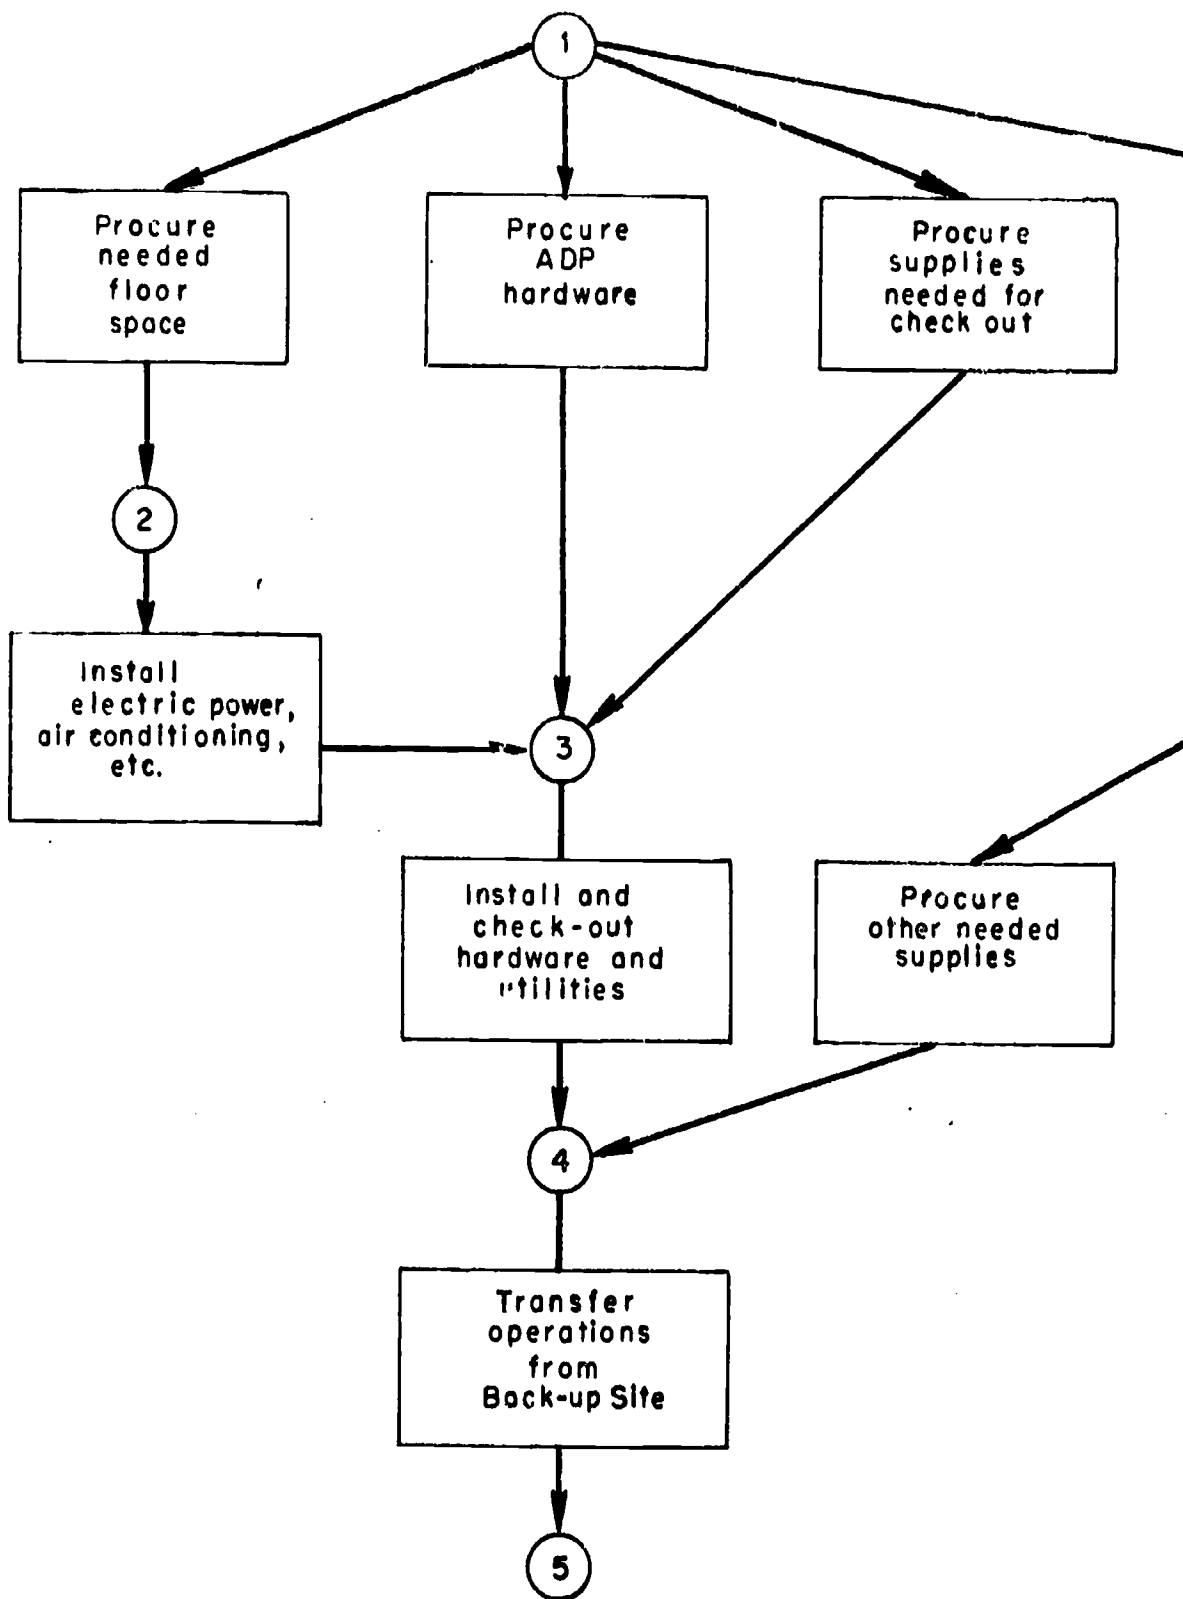 1
Procure
needed
floor
space
Procure
ADP
hardware
Procure
supplies
needed for
check out
2
Install
electric power,
air conditioning,
etc.
3
Install and
check-out
hardware and
utilities
Procure
other needed
supplies
4
Transfer
operations
from
Back-up Site
5